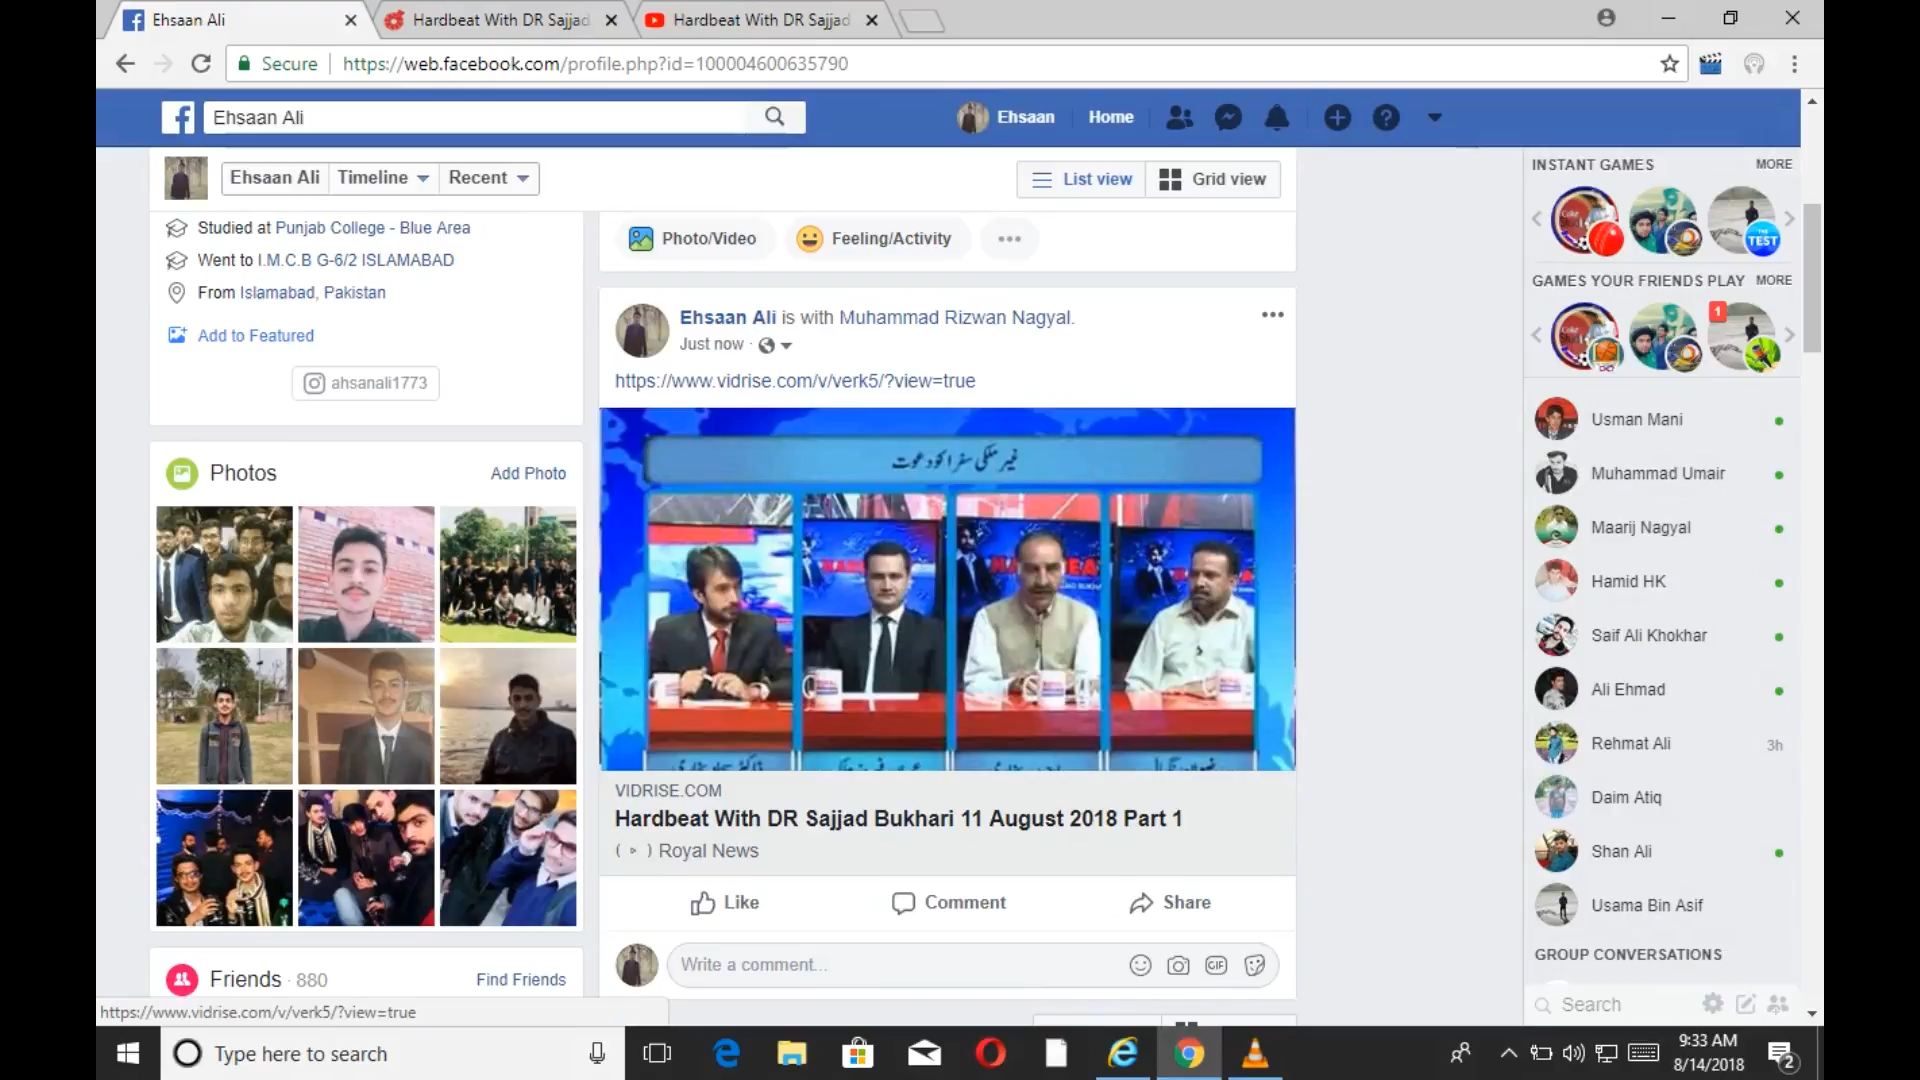 Ehsaan Ali
Hardbeat With DR Sajjad
Hardbeat With DR Sajjad
Secure
https://web.facebook.com/profile.php?id=100004600635790
Ehsaan Ali
Ehsaan
Home
Ehsaan Ali
Timeline
Recent
List view
Grid view
Studied at Punjab College - Blue Area
Went to I.M.C.B G-6/2 ISLAMABAD
From Islamabad, Pakistan
Add to Featured
ahsanali1773
Photos
Add Photo
Friends · 880
Find Friends
https://www.vidrise.com/v/verk5/?view=true
Photo/Video
Feeling/Activity
Ehsaan Ali is with Muhammad Rizwan Nagyal.
Just now ·
https://www.vidrise.com/v/verk5/?view=true
غیر ملکی سفرا کو دعوت
VIDRISE.COM
Hardbeat With DR Sajjad Bukhari 11 August 2018 Part 1
Royal News
Like
Comment
Share
Write a comment...
GIF
INSTANT GAMES
MORE
THE TEST
GAMES YOUR FRIENDS PLAY
MORE
1
Usman Mani
Muhammad Umair
Maarij Nagyal
Hamid HK
Saif Ali Khokhar
Ali Ehmad
Rehmat Ali
3h
Daim Atiq
Shan Ali
Usama Bin Asif
GROUP CONVERSATIONS
Search
Type here to search
9:33 AM
8/14/2018
2